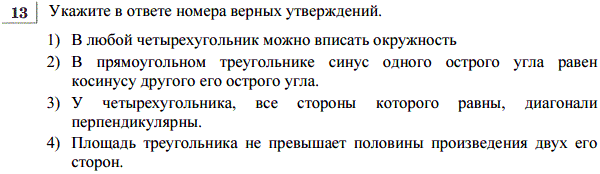 13 Укажите в ответе номера верных утверждений.
1) В любой четырехугольник можно вписать окружность
2) В прямоугольном треугольнике синус одного острого угла равен
косинусу другого его острого угла.
3) У четырехугольника, все стороны которого равны, диагонали
перпендикулярны.
4) Площадь треугольника не превышает половины произведения двух его
сторон.